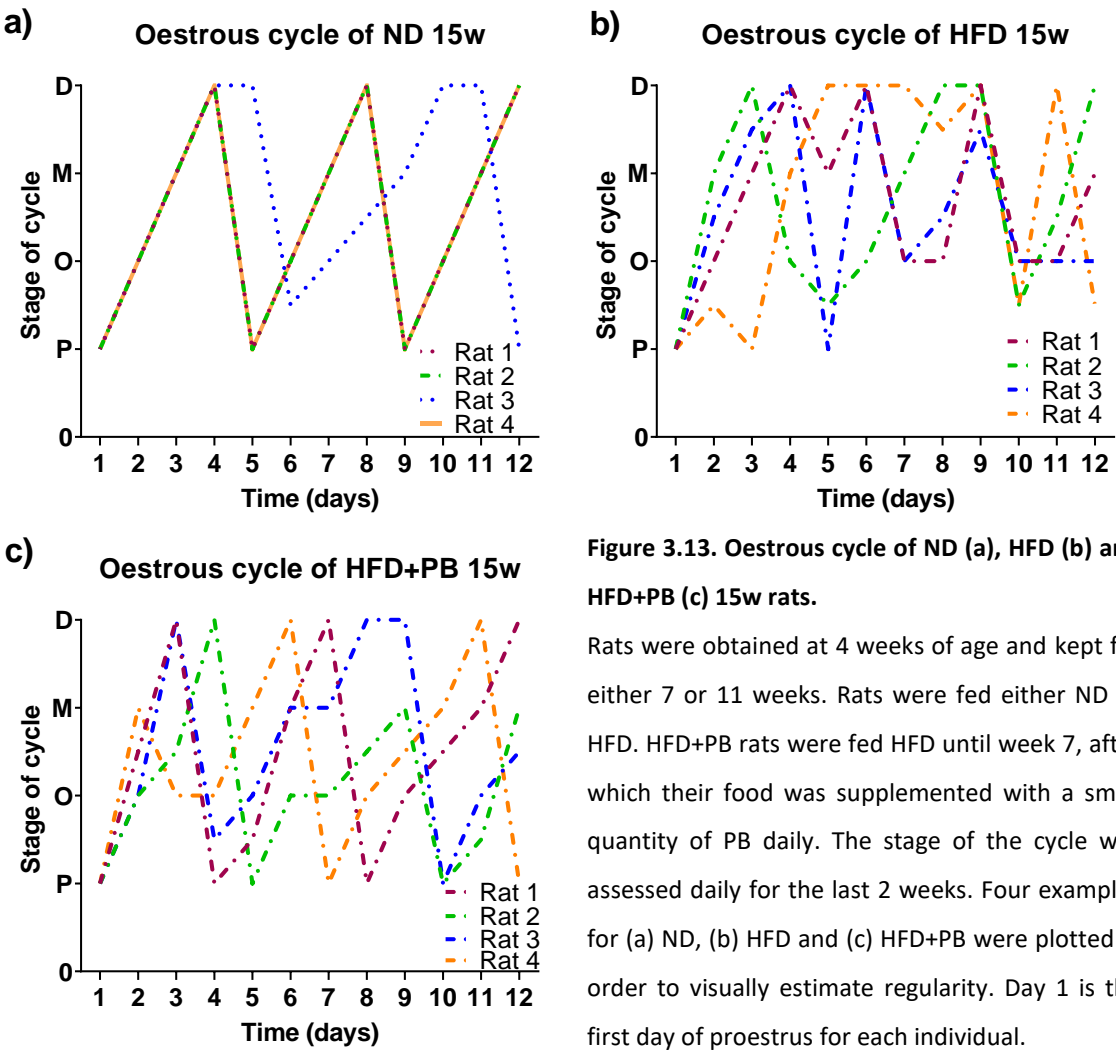 a)
Oestrous cycle of ND 15w
Stage of cycle
D
M
O
P
0
1 2 3 4 5 6 7 8 9 10 11 12
Time (days)
Rat 1
Rat 2
Rat 3
Rat 4
b)
Oestrous cycle of HFD 15w
Stage of cycle
D
M
O
P
0
1 2 3 4 5 6 7 8 9 10 11 12
Time (days)
Rat 1
Rat 2
Rat 3
Rat 4
c)
Oestrous cycle of HFD+PB 15w
Stage of cycle
D
M
O
P
0
1 2 3 4 5 6 7 8 9 10 11 12
Time (days)
Rat 1
Rat 2
Rat 3
Rat 4
Figure 3.13. Oestrous cycle of ND (a), HFD (b)
HFD+PB (c) 15w rats.
Rats were obtained at 4 weeks of age and kept
either 7 or 11 weeks. Rats were fed either ND
HFD. HFD+PB rats were fed HFD until week 7,
which their food was supplemented with a
quantity of PB daily. The stage of the cycle
assessed daily for the last 2 weeks. Four
for (a) ND, (b) HFD and (c) HFD+PB were plotted
order to visually estimate regularity. Day 1 is
first day of proestrus for each individual.